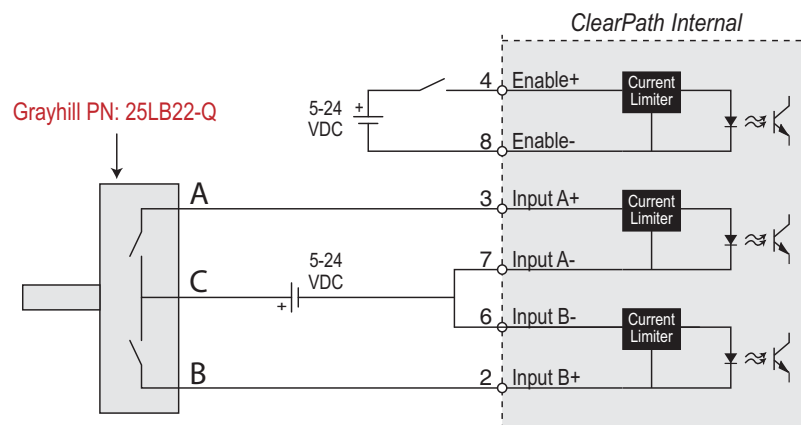 ClearPath Internal
Grayhill PN: 25LB22-Q
5-24
VDC
+
4
Enable+
Current
Limiter
8
Enable-
A
3
Input A+
Current
Limiter
C
5-24
VDC
+
7
Input A-
6
Input B-
Current
Limiter
B
2
Input B+